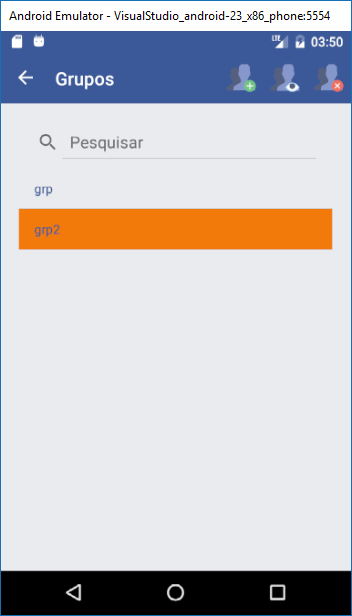 Android Emulator - VisualStudio_android-23_x86_phone:5554
LTE 03:50
Grupos
Pesquisar
grp
grp2